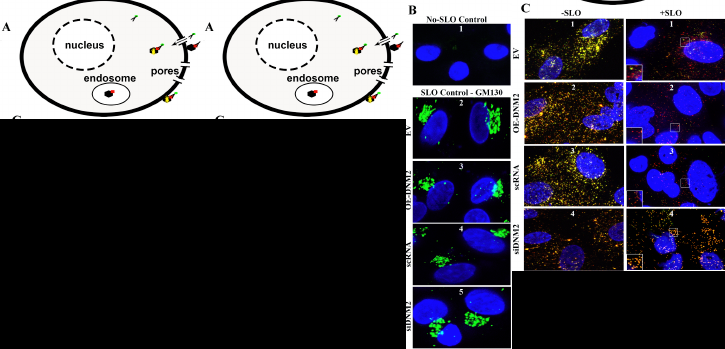 A
nucleus
endosome
pores
A
nucleus
endosome
pores
B
No-SLO Control
1
SLO Control - GM130
EV
2
OE-DNM2
3
scRNA
4
siDNM2
5
C
-SLO
+SLO
EV
1
1
OE-DNM2
2
2
scRNA
3
3
siDNM2
4
4